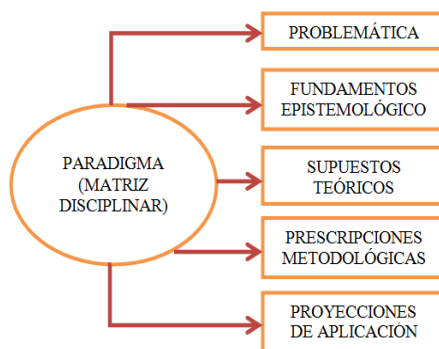 PARADIGMA
(MATRIZ
DISCIPLINAR)
PROBLEMÁTICA
FUNDAMENTOS
EPISTEMOLÓGICO
SUPUESTOS
TEÓRICOS
PRESCRIPCIONES
METODOLÓGICAS
PROYECCIONES
DE APLICACIÓN